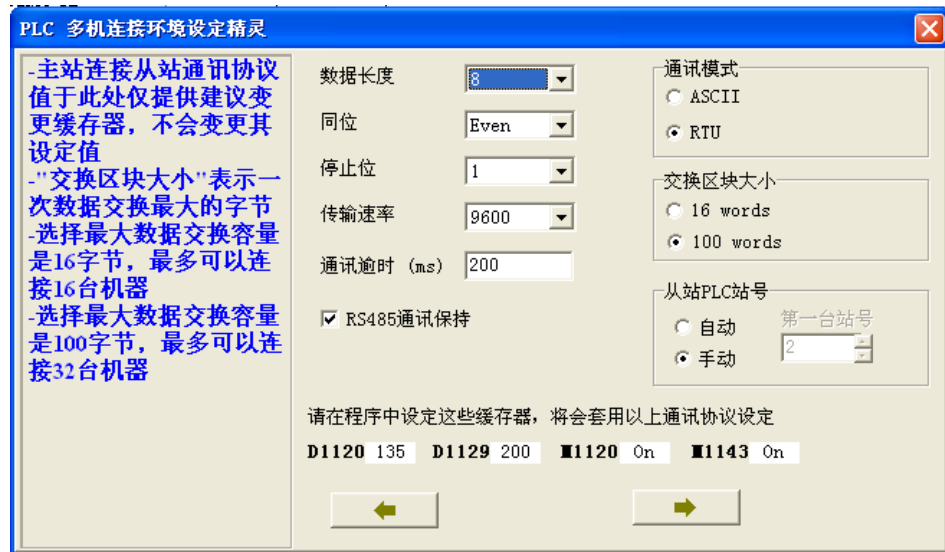 PLC 多机连接环境设定精灵
-主站连接从站通讯协议
值于此处仅提供建议变
更缓存器，不会变更其
设定值
-"交换区块大小"表示一
次数据交换最大的字节
-选择最大数据交换容量
是16字节，最多可以连
接16台机器
-选择最大数据交换容量
是100字节，最多可以连
接32台机器
数据长度 8
同位 Even
停止位 1
传输速率 9600
通讯逾时 (ms) 200
RS485通讯保持
通讯模式
ASCII
RTU
交换区块大小
16 words
100 words
从站PLC站号
自动 第一台站号
手动 2
请在程序中设定这些缓存器，将会套用以上通讯协议设定
D1120 135 D1129 200 M1120 On M1143 On